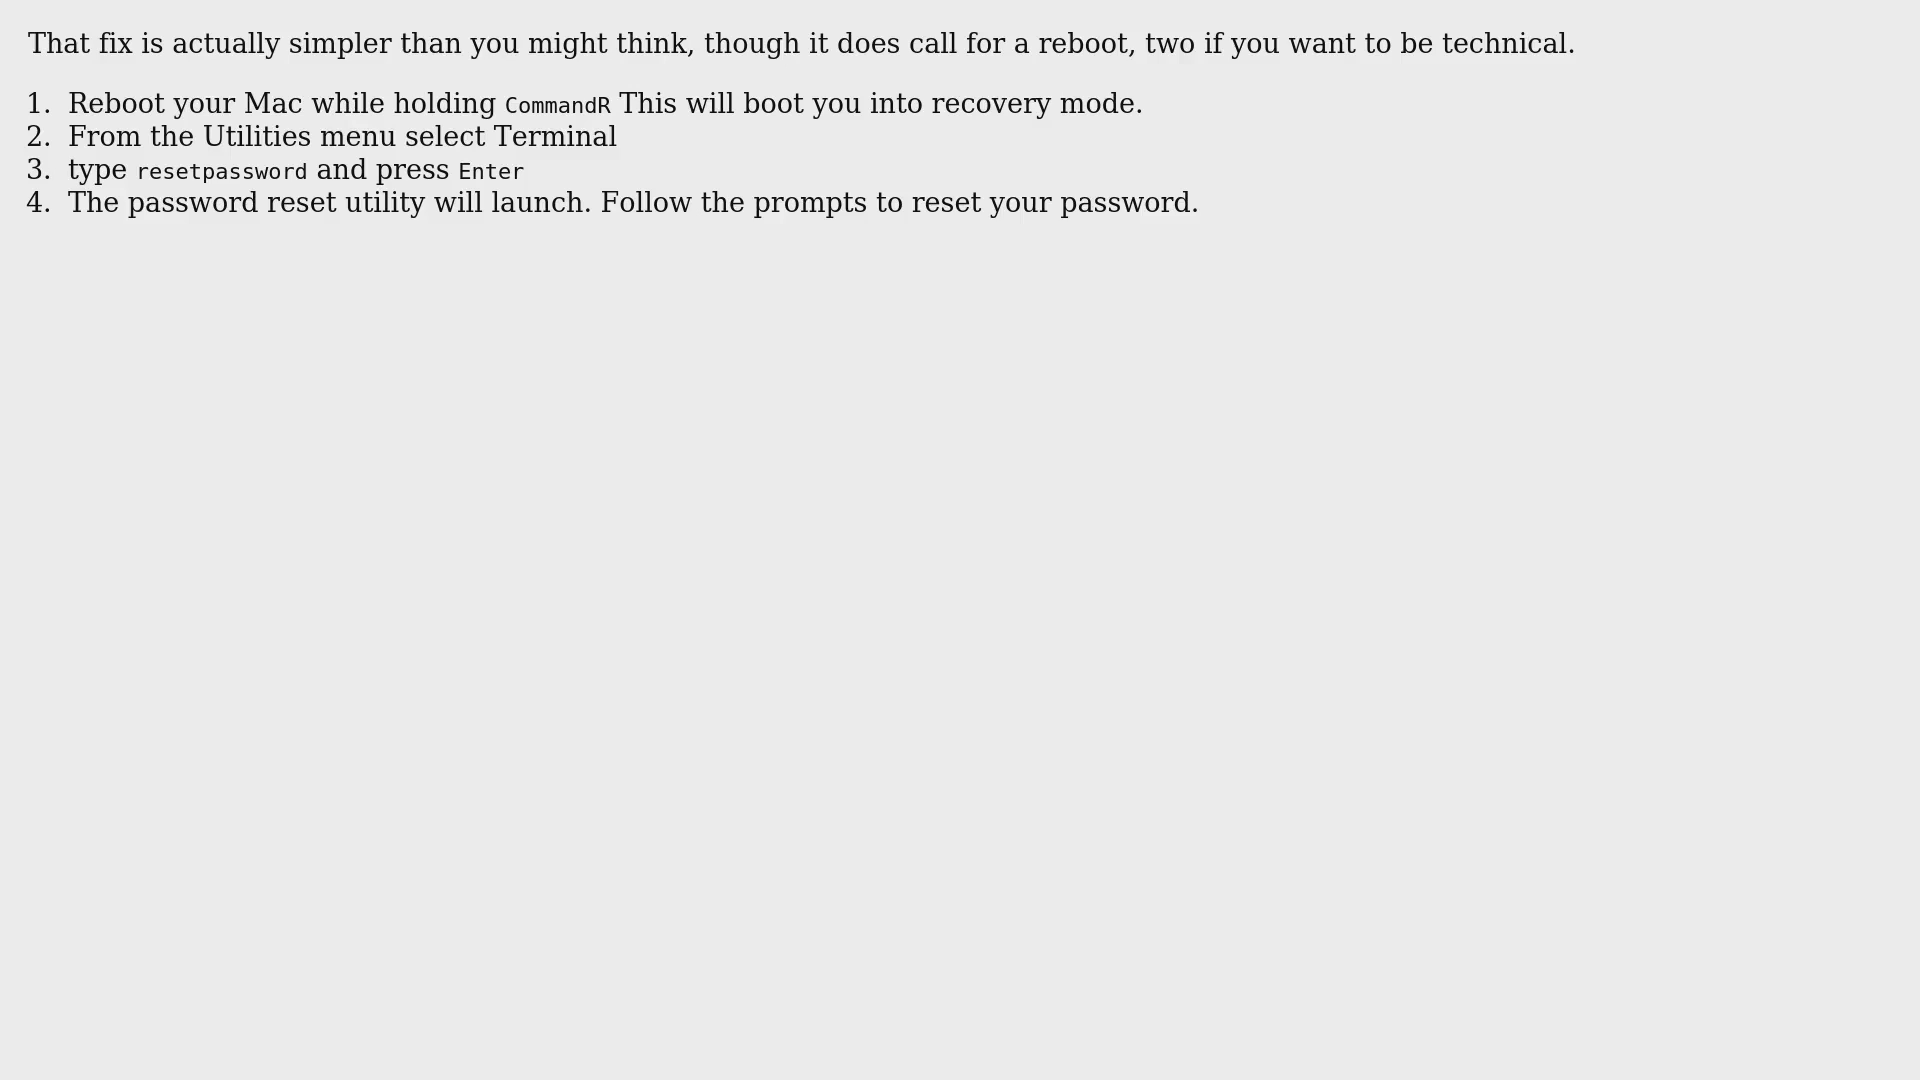 That fix is actually simpler than you might think, though it does call for a reboot, two if you want to be technical.
1. Reboot your Mac while holding CommandR This will boot you into recovery mode.
2. From the Utilities menu select Terminal
3. type resetpassword and press Enter
4. The password reset utility will launch. Follow the prompts to reset your password.